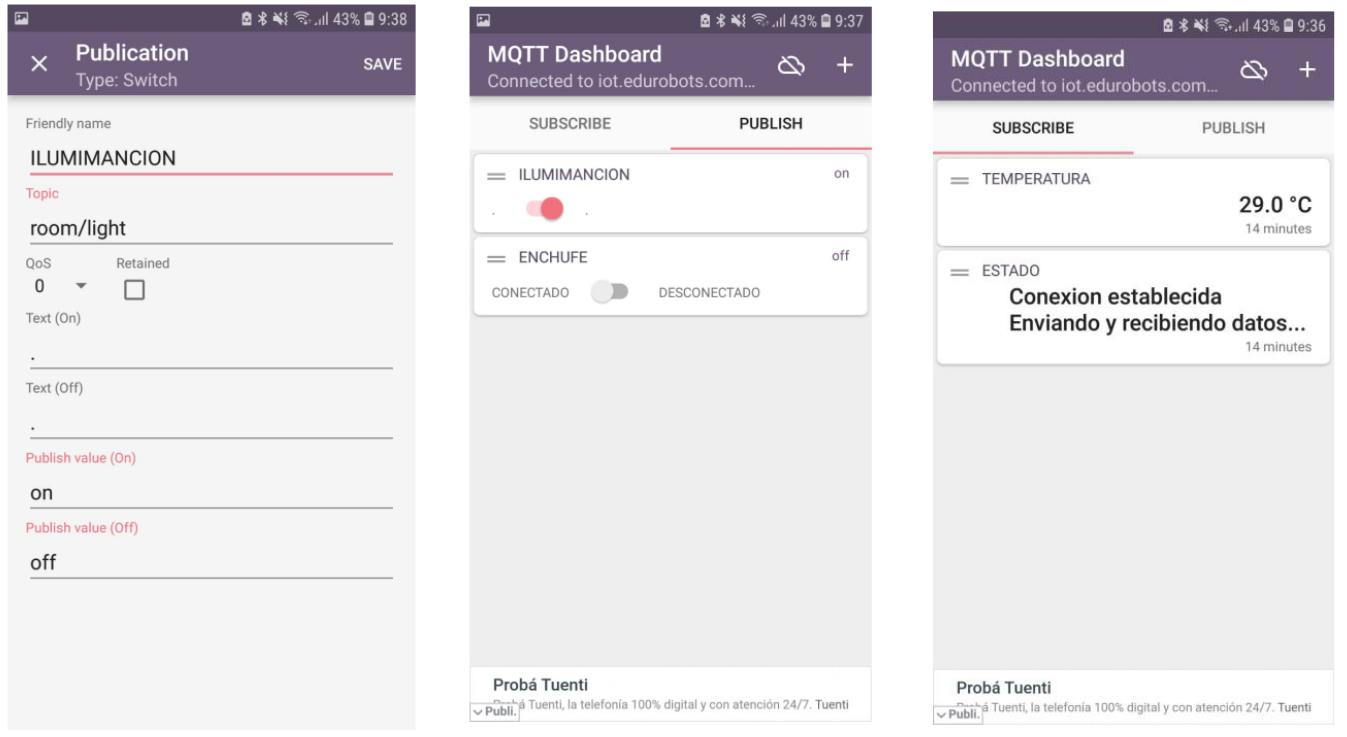 43% 9:38
Publication
Type: Switch
SAVE
Friendly name
ILUMIMANCION
Topic
room/light
QoS Retained
0
Text (On)
.
Text (Off)
.
Publish value (On)
on
Publish value (Off)
off
43% 9:37
MQTT Dashboard
Connected to iot.edurobots.com...
SUBSCRIBE PUBLISH
ILUMIMANCION on
. .
ENCHUFE off
CONECTADO DESCONECTADO
Probá Tuenti
Probá Tuenti, la telefonía 100% digital y con atención 24/7. Tuenti
Publi.
43% 9:36
MQTT Dashboard
Connected to iot.edurobots.com...
SUBSCRIBE PUBLISH
TEMPERATURA
29.0 °C
14 minutes
ESTADO
Conexion establecida
Enviando y recibiendo datos...
14 minutes
Probá Tuenti
Probá Tuenti, la telefonía 100% digital y con atención 24/7. Tuenti
Publi.